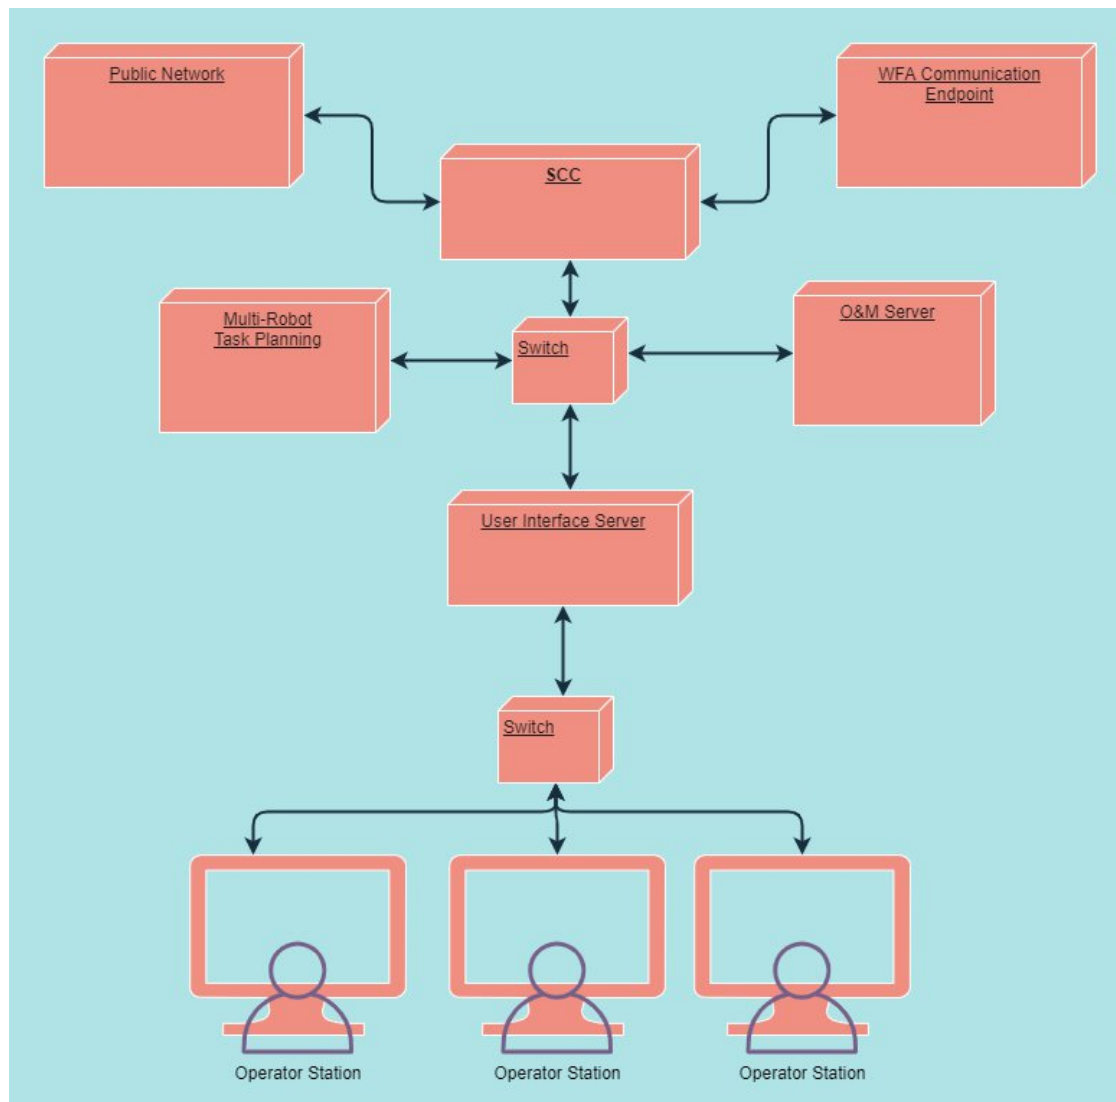 Public Network
WFA Communication
Endpoint
SCC
Multi-Robot
Task Planning
Switch
O&M Server
User Interface Server
Switch
Operator Station
Operator Station
Operator Station